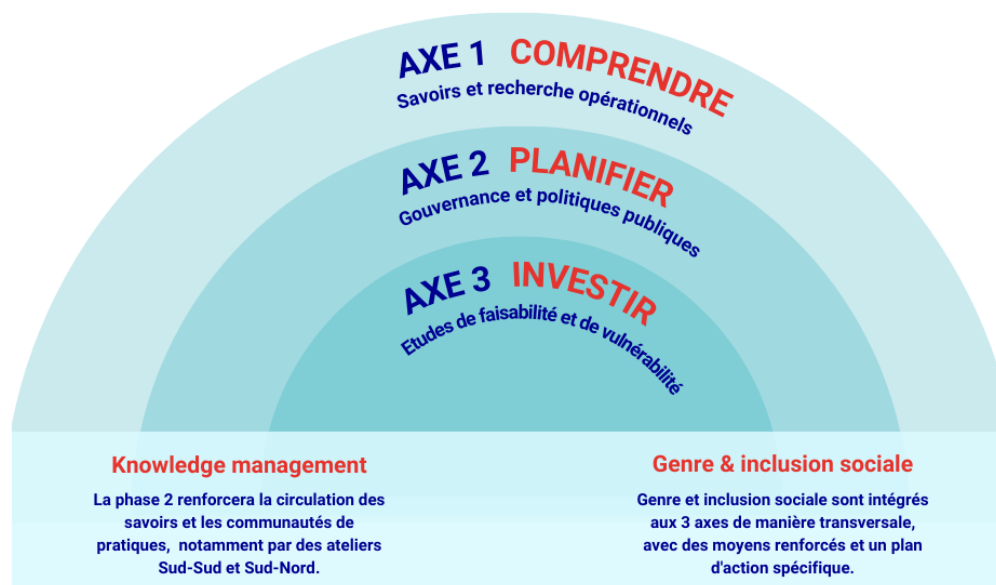 AXE 1 COMPRENDRE
Savoirs et recherche opérationnels
AXE 2 PLANIFIER
Gouvernance et politiques publiques
AXE 3 INVESTIR
Etudes de faisabilité et de vulnérabilité
Knowledge management
La phase 2 renforcera la circulation des
savoirs et les communautés de
pratiques, notamment par des ateliers
Sud-Sud et Sud-Nord.
Genre & inclusion sociale
Genre et inclusion sociale sont intégrés
aux 3 axes de manière transversale,
avec des moyens renforcés et un plan
d'action spécifique.